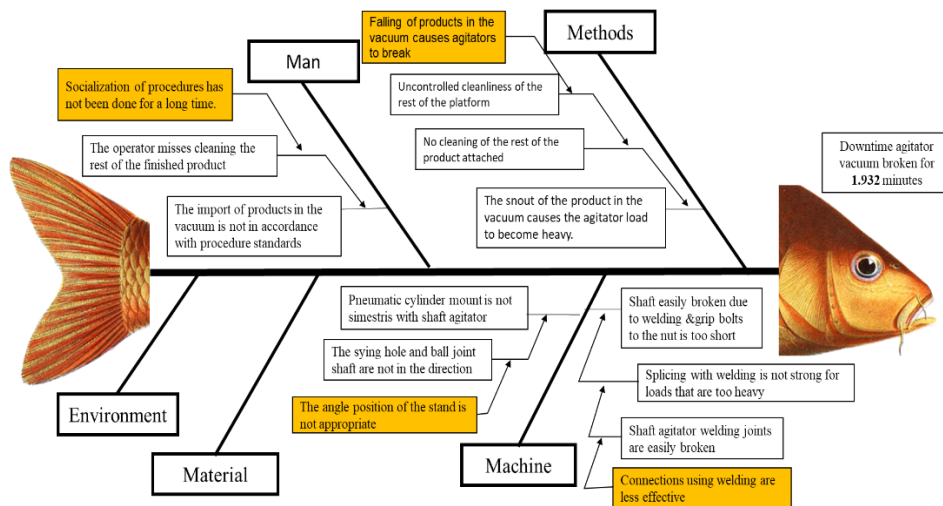 Man
Socialization of procedures has
not been done for a long time.
The operator misses cleaning the
rest of the finished product
The import of products in the
vacuum is not in accordance
with procedure standards
Methods
Falling of products in the
vacuum causes agitators
to break
Uncontrolled cleanliness of the
rest of the platform
No cleaning of the rest of the
product attached
The snout of the product in the
vacuum causes the agitator load
to become heavy.
Downtime agitator
vacuum broken for
1.932 minutes
Environment
Material
Machine
Pneumatic cylinder mount is not
simestris with shaft agitator
The sying hole and ball joint
shaft are not in the direction
The angle position of the stand is
not appropriate
Shaft easily broken due
to welding &grip bolts
to the nut is too short
Splicing with welding is not strong for
loads that are too heavy
Shaft agitator welding joints
are easily broken
Connections using welding are
less effective